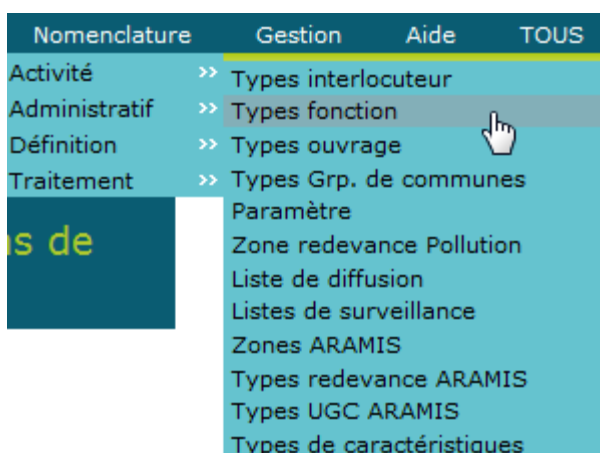 Nomenclature Gestion Aide TOUS
Activité >> Types interlocuteur
Administratif >> Types fonction
Définition >> Types ouvrage
Traitement >> Types Grp. de communes
Paramètre
ns de
Zone redevance Pollution
Liste de diffusion
Listes de surveillance
Zones ARAMIS
Types redevance ARAMIS
Types UGC ARAMIS
Types de caractéristiques